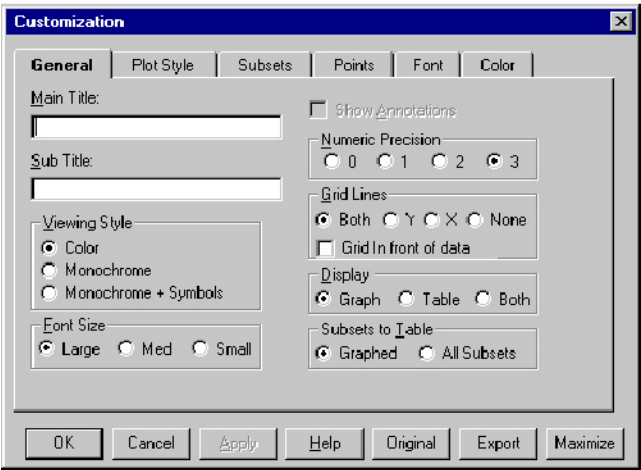 Customization
General Plot Style Subsets Points Font Color
Main Title:
Sub Title:
Viewing Style
Color
Monochrome
Monochrome + Symbols
Font Size
Large Med Small
Show Annotations
Numeric Precision
0 1 2 3
Grid Lines
Both Y X None
Grid In front of data
Display
Graph Table Both
Subsets to Table
Graphed All Subsets
OK Cancel Apply Help Original Export Maximize